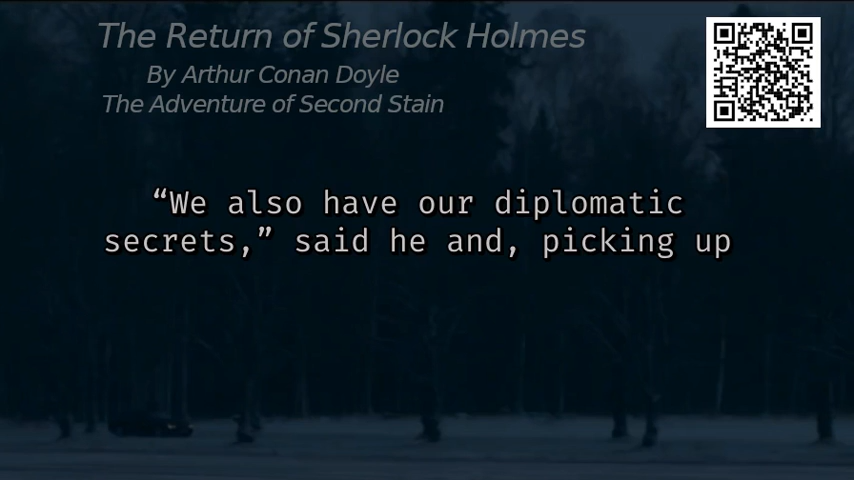 The Return of Sherlock Holmes
By Arthur Conan Doyle
The Adventure of Second Stain
“We also have our diplomatic
secrets,” said he and, picking up